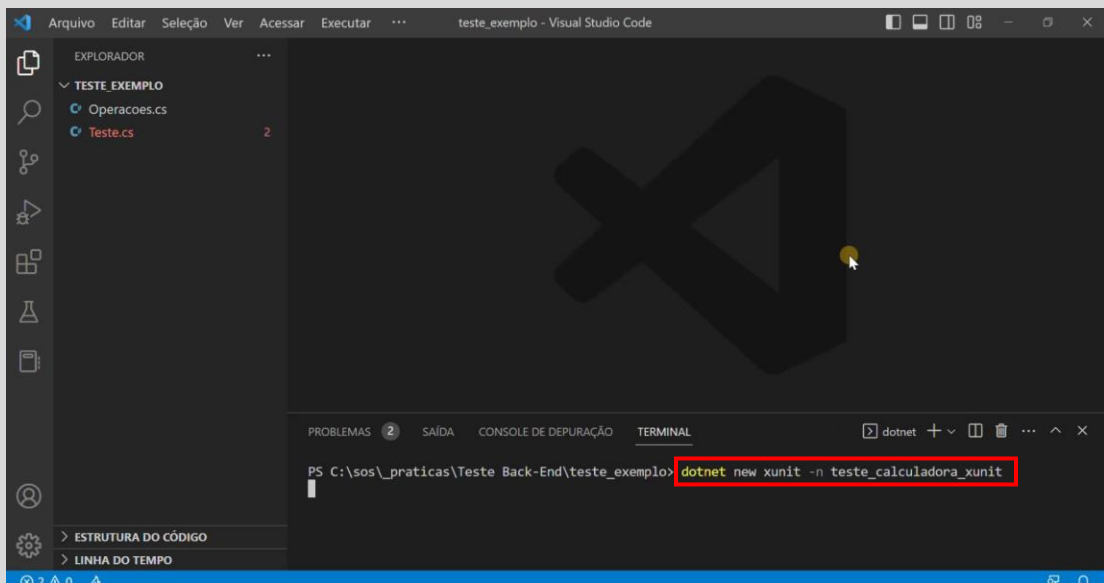 Arquivo Editar Seleção Ver Acessar Executar ··· teste_exemplo - Visual Studio Code
EXPLORADOR ···
TESTE_EXEMPLO
C# Operacoes.cs
C# Teste.cs 2
PROBLEMAS 2 SAÍDA CONSOLE DE DEPURAÇÃO TERMINAL dotnet
PS C:\sos\_praticas\Teste Back-End\teste_exemplo> dotnet new xunit -n teste_calculadora_xunit
> ESTRUTURA DO CÓDIGO
> LINHA DO TEMPO
2 0